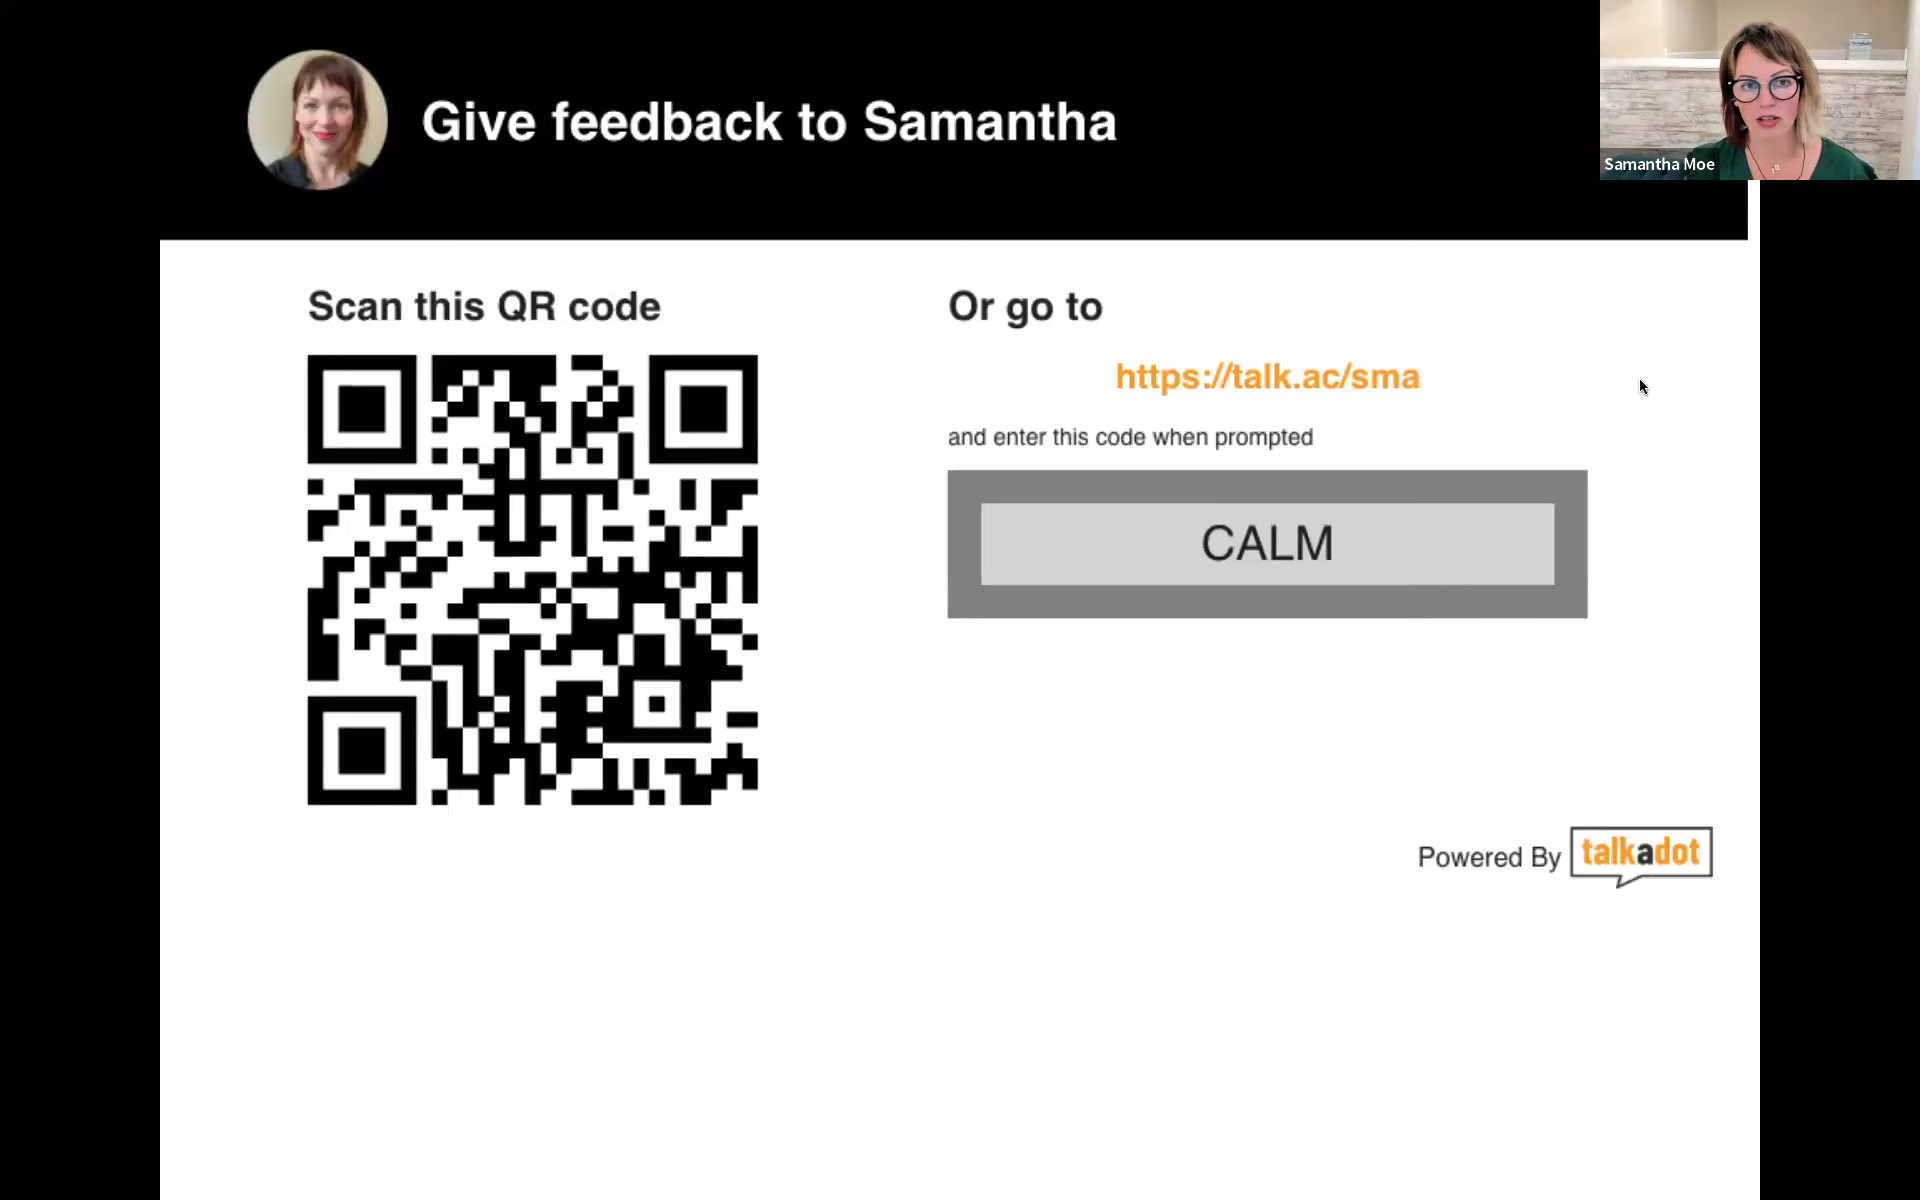 Give feedback to Samantha
Samantha Moe
Scan this QR code
Or go to
https://talk.ac/sma
and enter this code when prompted
CALM
Powered By talkadot